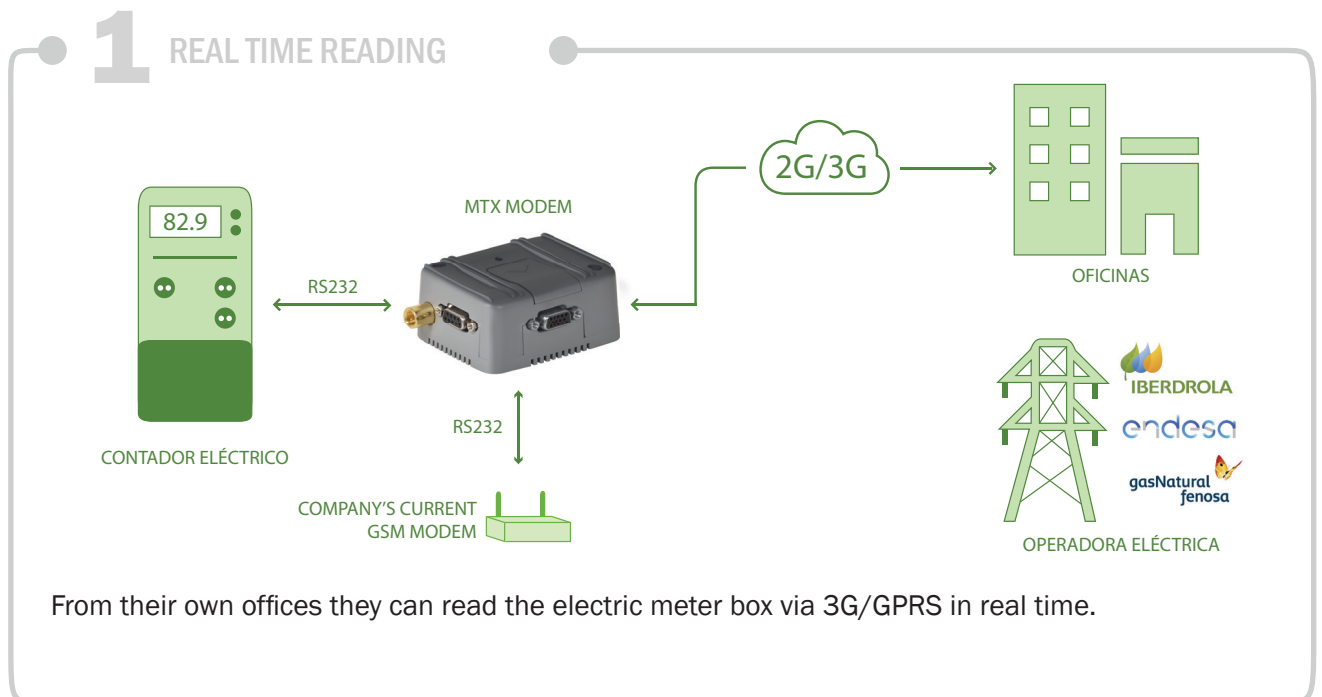 1 REAL TIME READING
2G/3G
82.9
MTX MODEM
OFICINAS
RS232
IBERDROLA
RS232
endesa
CONTADOR ELÉCTRICO
gasNatural
fenosa
COMPANY'S CURRENT
GSM MODEM
OPERADORA ELÉCTRICA
From their own offices they can read the electric meter box via 3G/GPRS in real time.